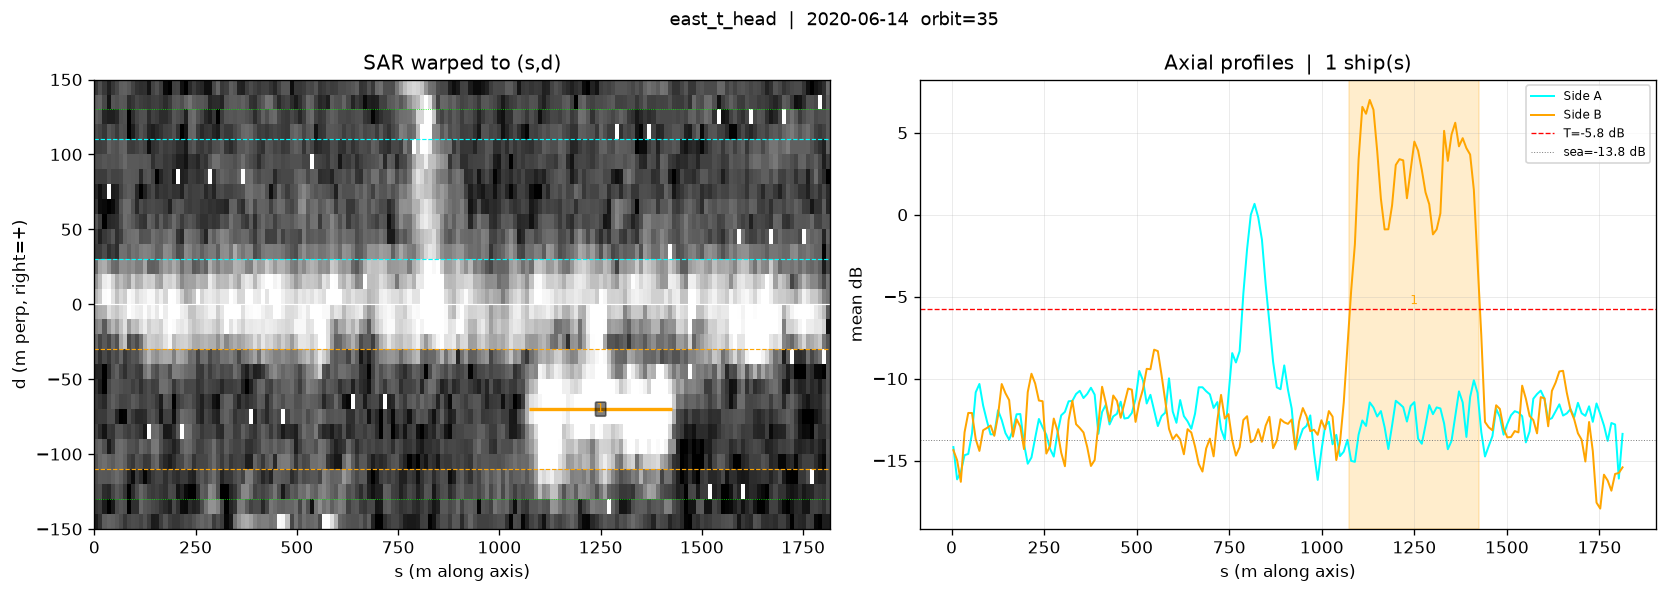 east_t_head  |  2020-06-14  orbit=35
SAR warped to (s,d)
d (m perp, right=+)
150
100
50
0
−50
−100
−150
1
0
250
500
750
1000
1250
1500
1750
s (m along axis)
Axial profiles  |  1 ship(s)
mean dB
5
0
−5
−10
−15
Side A
Side B
T=-5.8 dB
sea=-13.8 dB
1
0
250
500
750
1000
1250
1500
1750
s (m along axis)